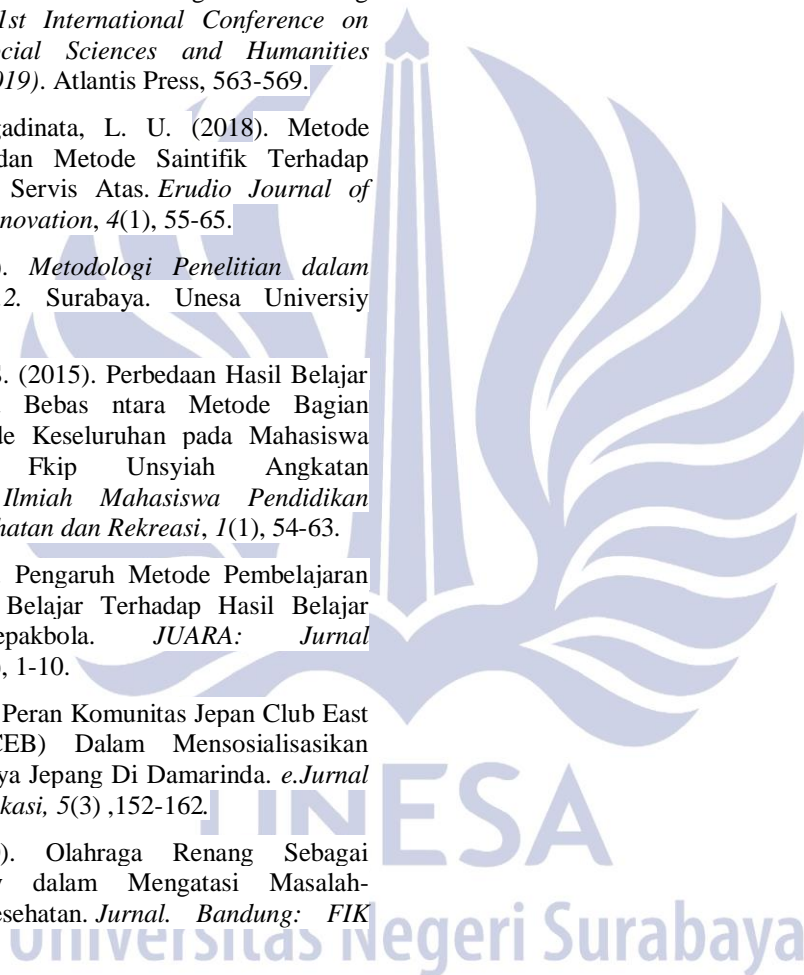 1st International Conference on
Social Sciences and Humanities
019). Atlantis Press, 563-569.
gadinata, L. U. (2018). Metode
dan Metode Saintifik Terhadap
Servis Atas. Erudio Journal of
novation, 4(1), 55-65.
). Metodologi Penelitian dalam
2. Surabaya. Unesa Universiy
S. (2015). Perbedaan Hasil Belajar
Bebas ntara Metode Bagian
de Keseluruhan pada Mahasiswa
Fkip Unsyiah Angkatan
Ilmiah Mahasiswa Pendidikan
hatan dan Rekreasi, 1(1), 54-63.
Pengaruh Metode Pembelajaran
Belajar Terhadap Hasil Belajar
epakbola. JUARA: Jurnal
), 1-10.
Peran Komunitas Jepan Club East
CEB) Dalam Mensosialisasikan
ya Jepang Di Damarinda. e.Jurnal
kasi, 5(3) ,152-162.
). Olahraga Renang Sebagai
dalam Mengatasi Masalah-
esehatan. Jurnal. Bandung: FIK
UNESA
Universitas Negeri Surabaya